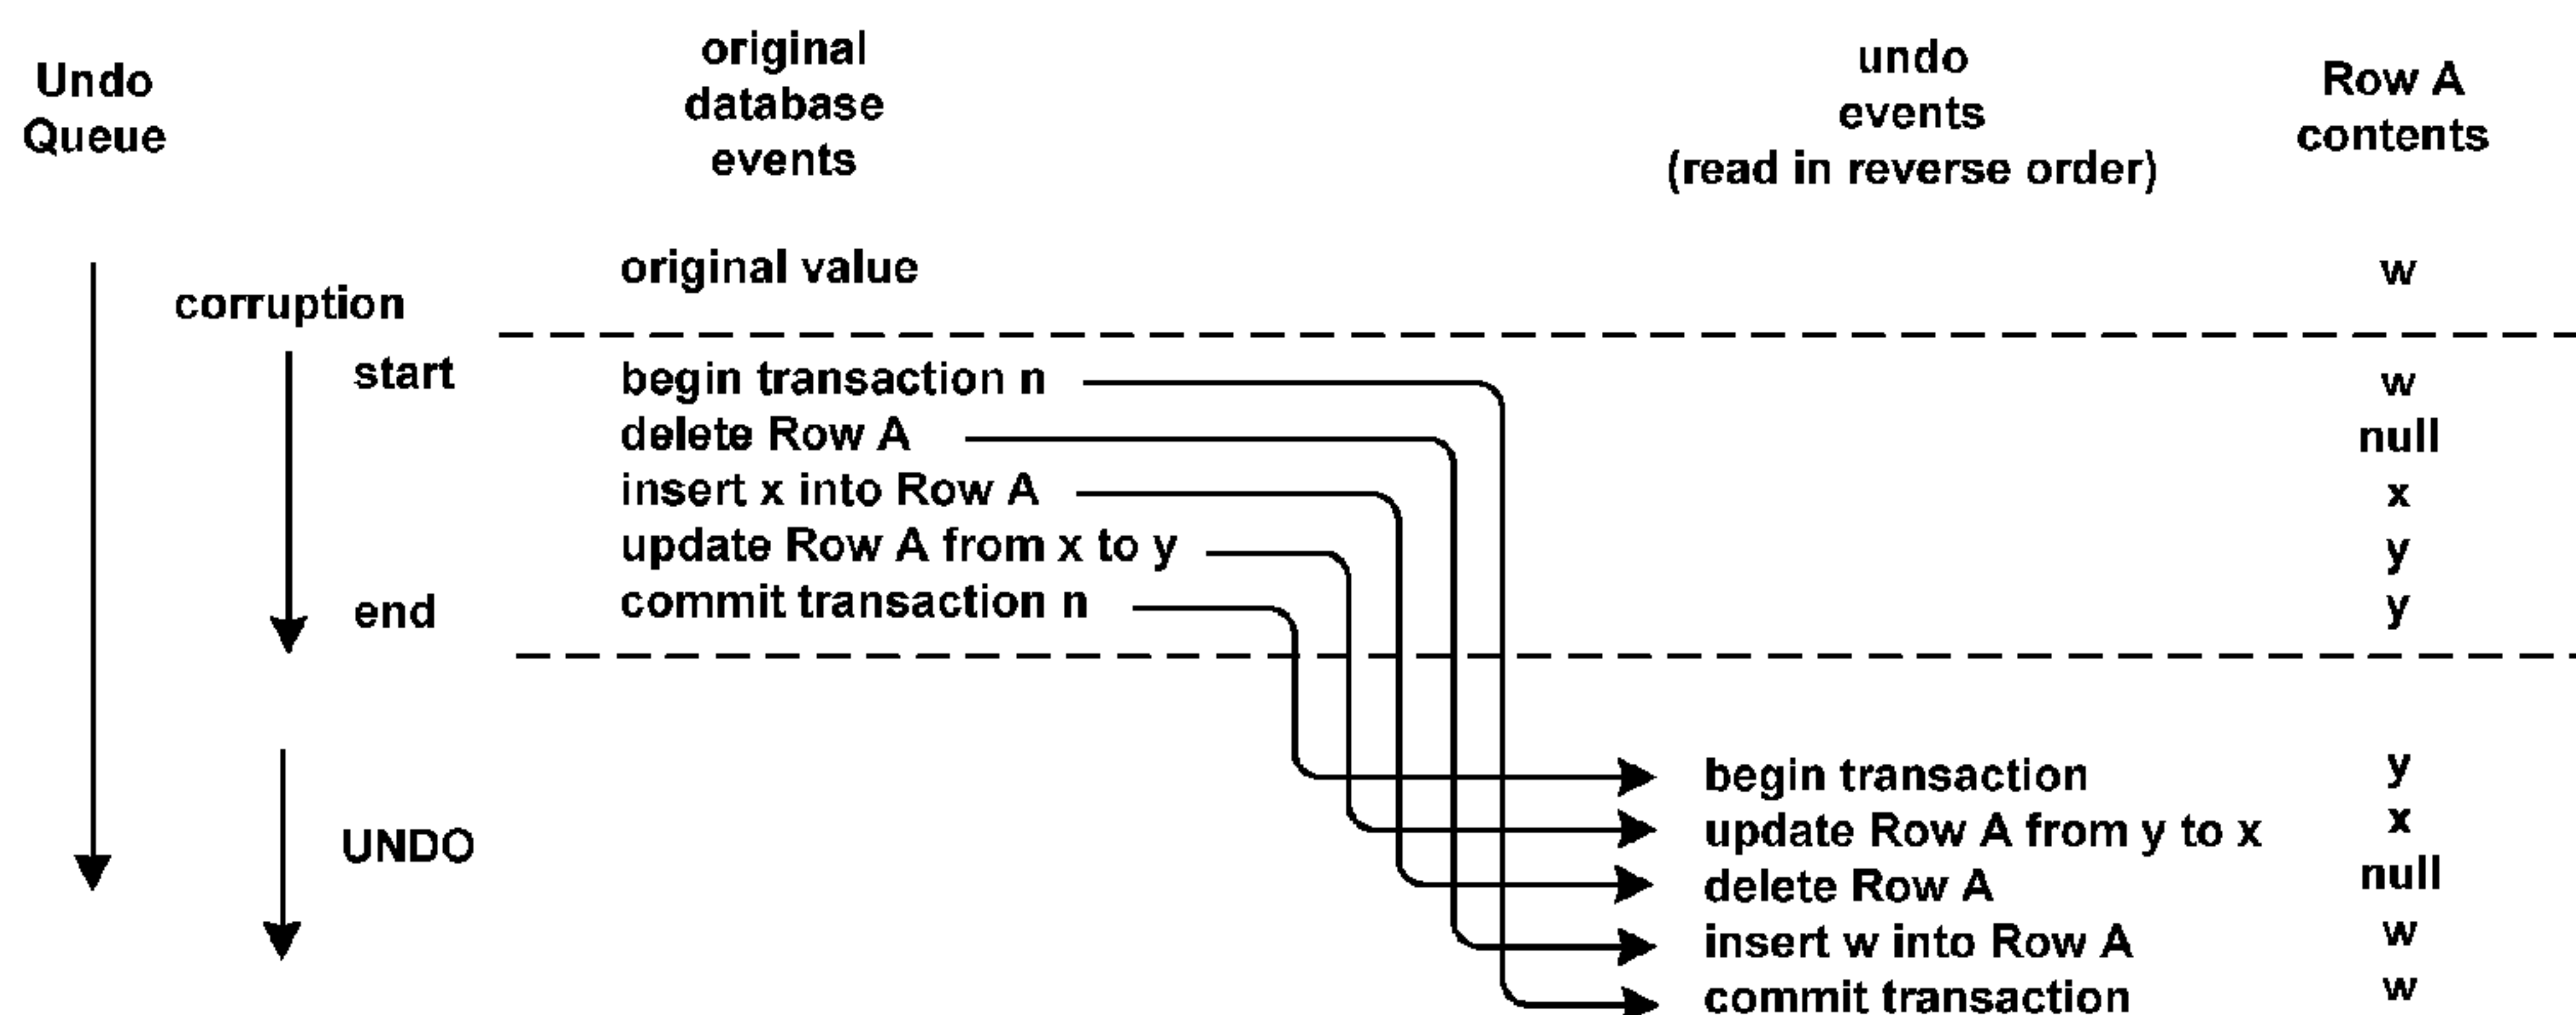 Undo
Queue
original
database
events
undo
events
(read in reverse order)
Row A
contents
original value
w
corruption
start
begin transaction n
w
delete Row A
null
insert x into Row A
x
update Row A from x to y
y
end
commit transaction n
y
begin transaction
y
UNDO
update Row A from y to x
x
delete Row A
null
insert w into Row A
w
commit transaction
w